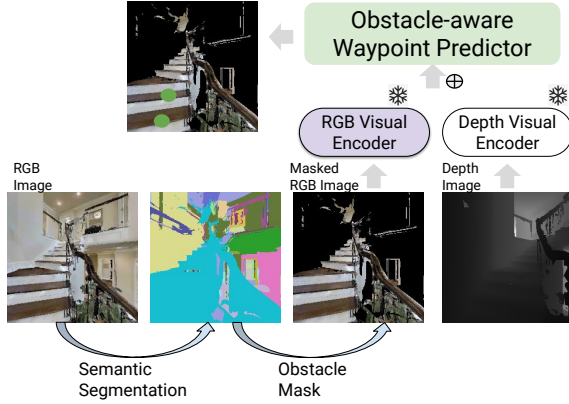 Obstacle-aware
Waypoint Predictor
RGB Visual
Encoder
Depth Visual
Encoder
RGB
Image
Masked
RGB Image
Depth
Image
Semantic
Segmentation
Obstacle
Mask